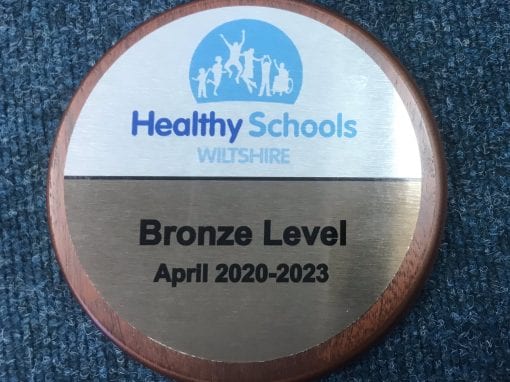 Healthy Schools
WILTSHIRE
Bronze Level
April 2020-2023